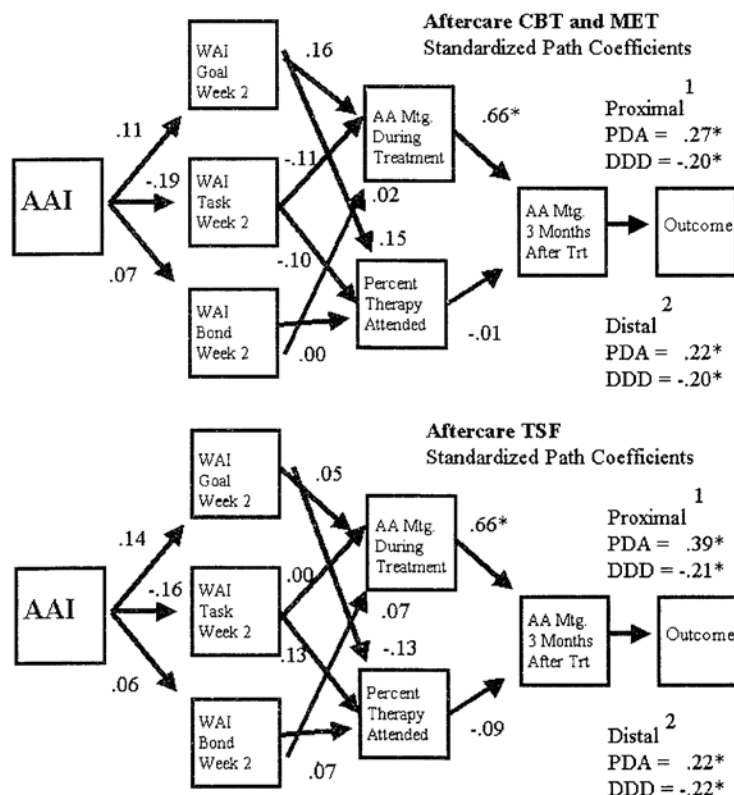 Aftercare CBT and MET
Standardized Path Coefficients
WAI
Goal
Week 2
.16
AA Mtg.
During
Treatment
.66*
1
Proximal
PDA = .27*
DDD = -.20*
.11
AAI
-.19
WAI
Task
Week 2
-.11
.02
.15
AA Mtg.
3 Months
After Trt
Outcome
.07
-.10
WAI
Bond
Week 2
Percent
Therapy
Attended
-.01
.00
2
Distal
PDA = .22*
DDD = -.20*
Aftercare TSF
Standardized Path Coefficients
WAI
Goal
Week 2
.05
AA Mtg.
During
Treatment
.66*
1
Proximal
PDA = .39*
DDD = -.21*
.14
AAI
-.16
WAI
Task
Week 2
.00
.07
-.13
AA Mtg.
3 Months
After Trt
Outcome
.06
.13
WAI
Bond
Week 2
Percent
Therapy
Attended
-.09
.07
2
Distal
PDA = .22*
DDD = -.22*